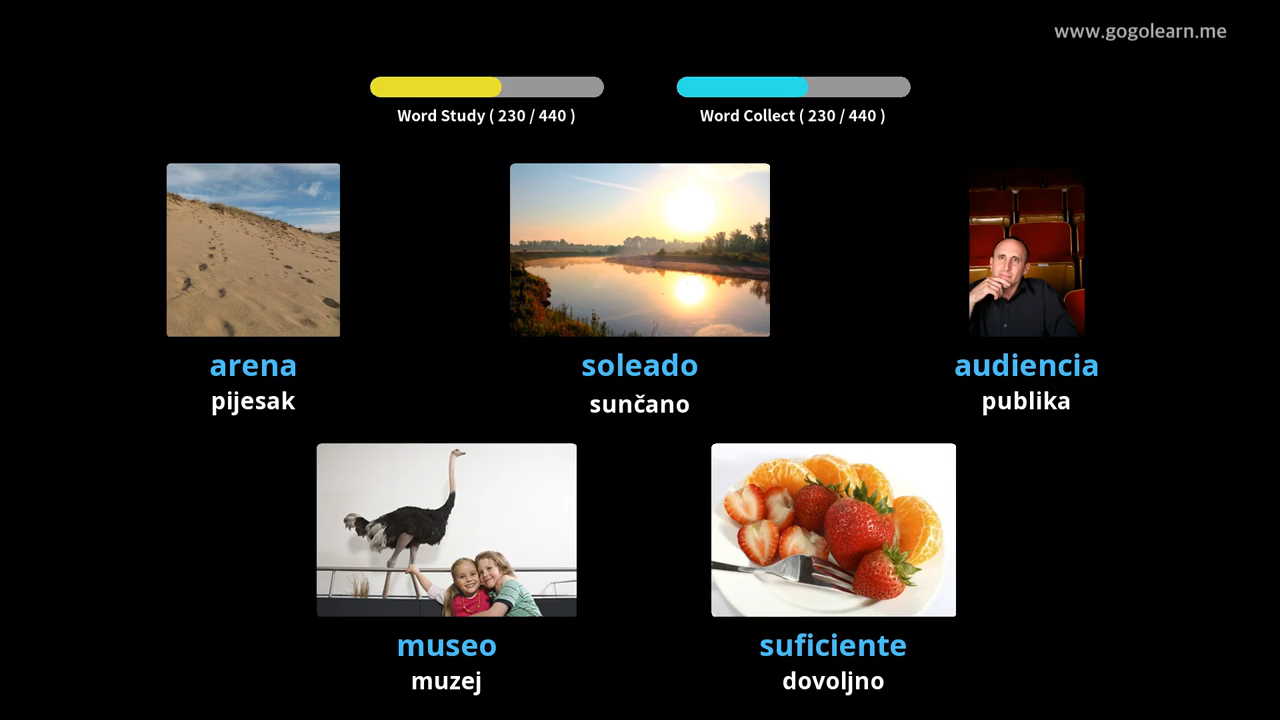 www.gogolearn.me
Word Study ( 230 / 440 )
Word Collect ( 230 / 440 )
arena
pijesak
soleado
sunčano
audiencia
publika
museo
muzej
suficiente
dovoljno